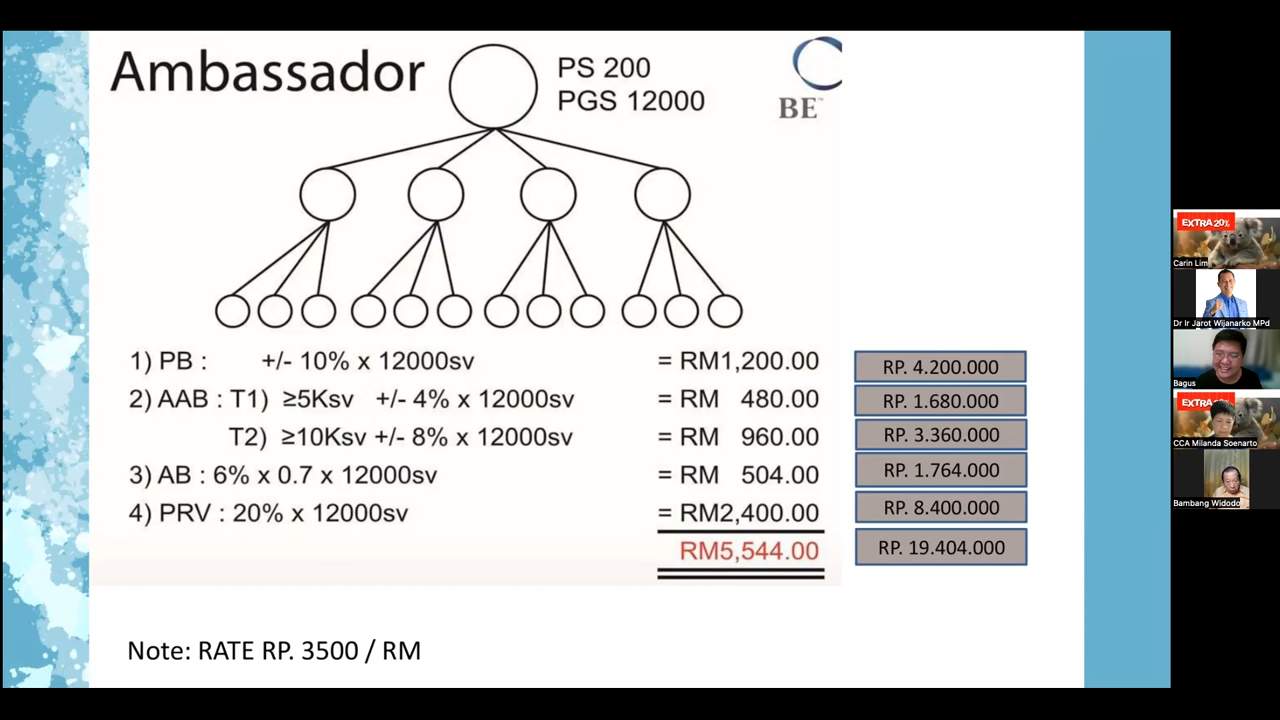 Ambassador
PS 200
PGS 12000
BE™
1) PB : +/- 10% x 12000sv = RM1,200.00 RP. 4.200.000
2) AAB : T1) ≥5Ksv +/- 4% x 12000sv = RM 480.00 RP. 1.680.000
T2) ≥10Ksv +/- 8% x 12000sv = RM 960.00 RP. 3.360.000
3) AB : 6% x 0.7 x 12000sv = RM 504.00 RP. 1.764.000
4) PRV : 20% x 12000sv = RM2,400.00 RP. 8.400.000
RM5,544.00 RP. 19.404.000
Note: RATE RP. 3500 / RM
EXTRA 20%
Carin Lim
Dr Ir Jarot Wijanarko MPd
Bagus
EXTRA
CCA Milanda Soenarto
Bambang Widodo